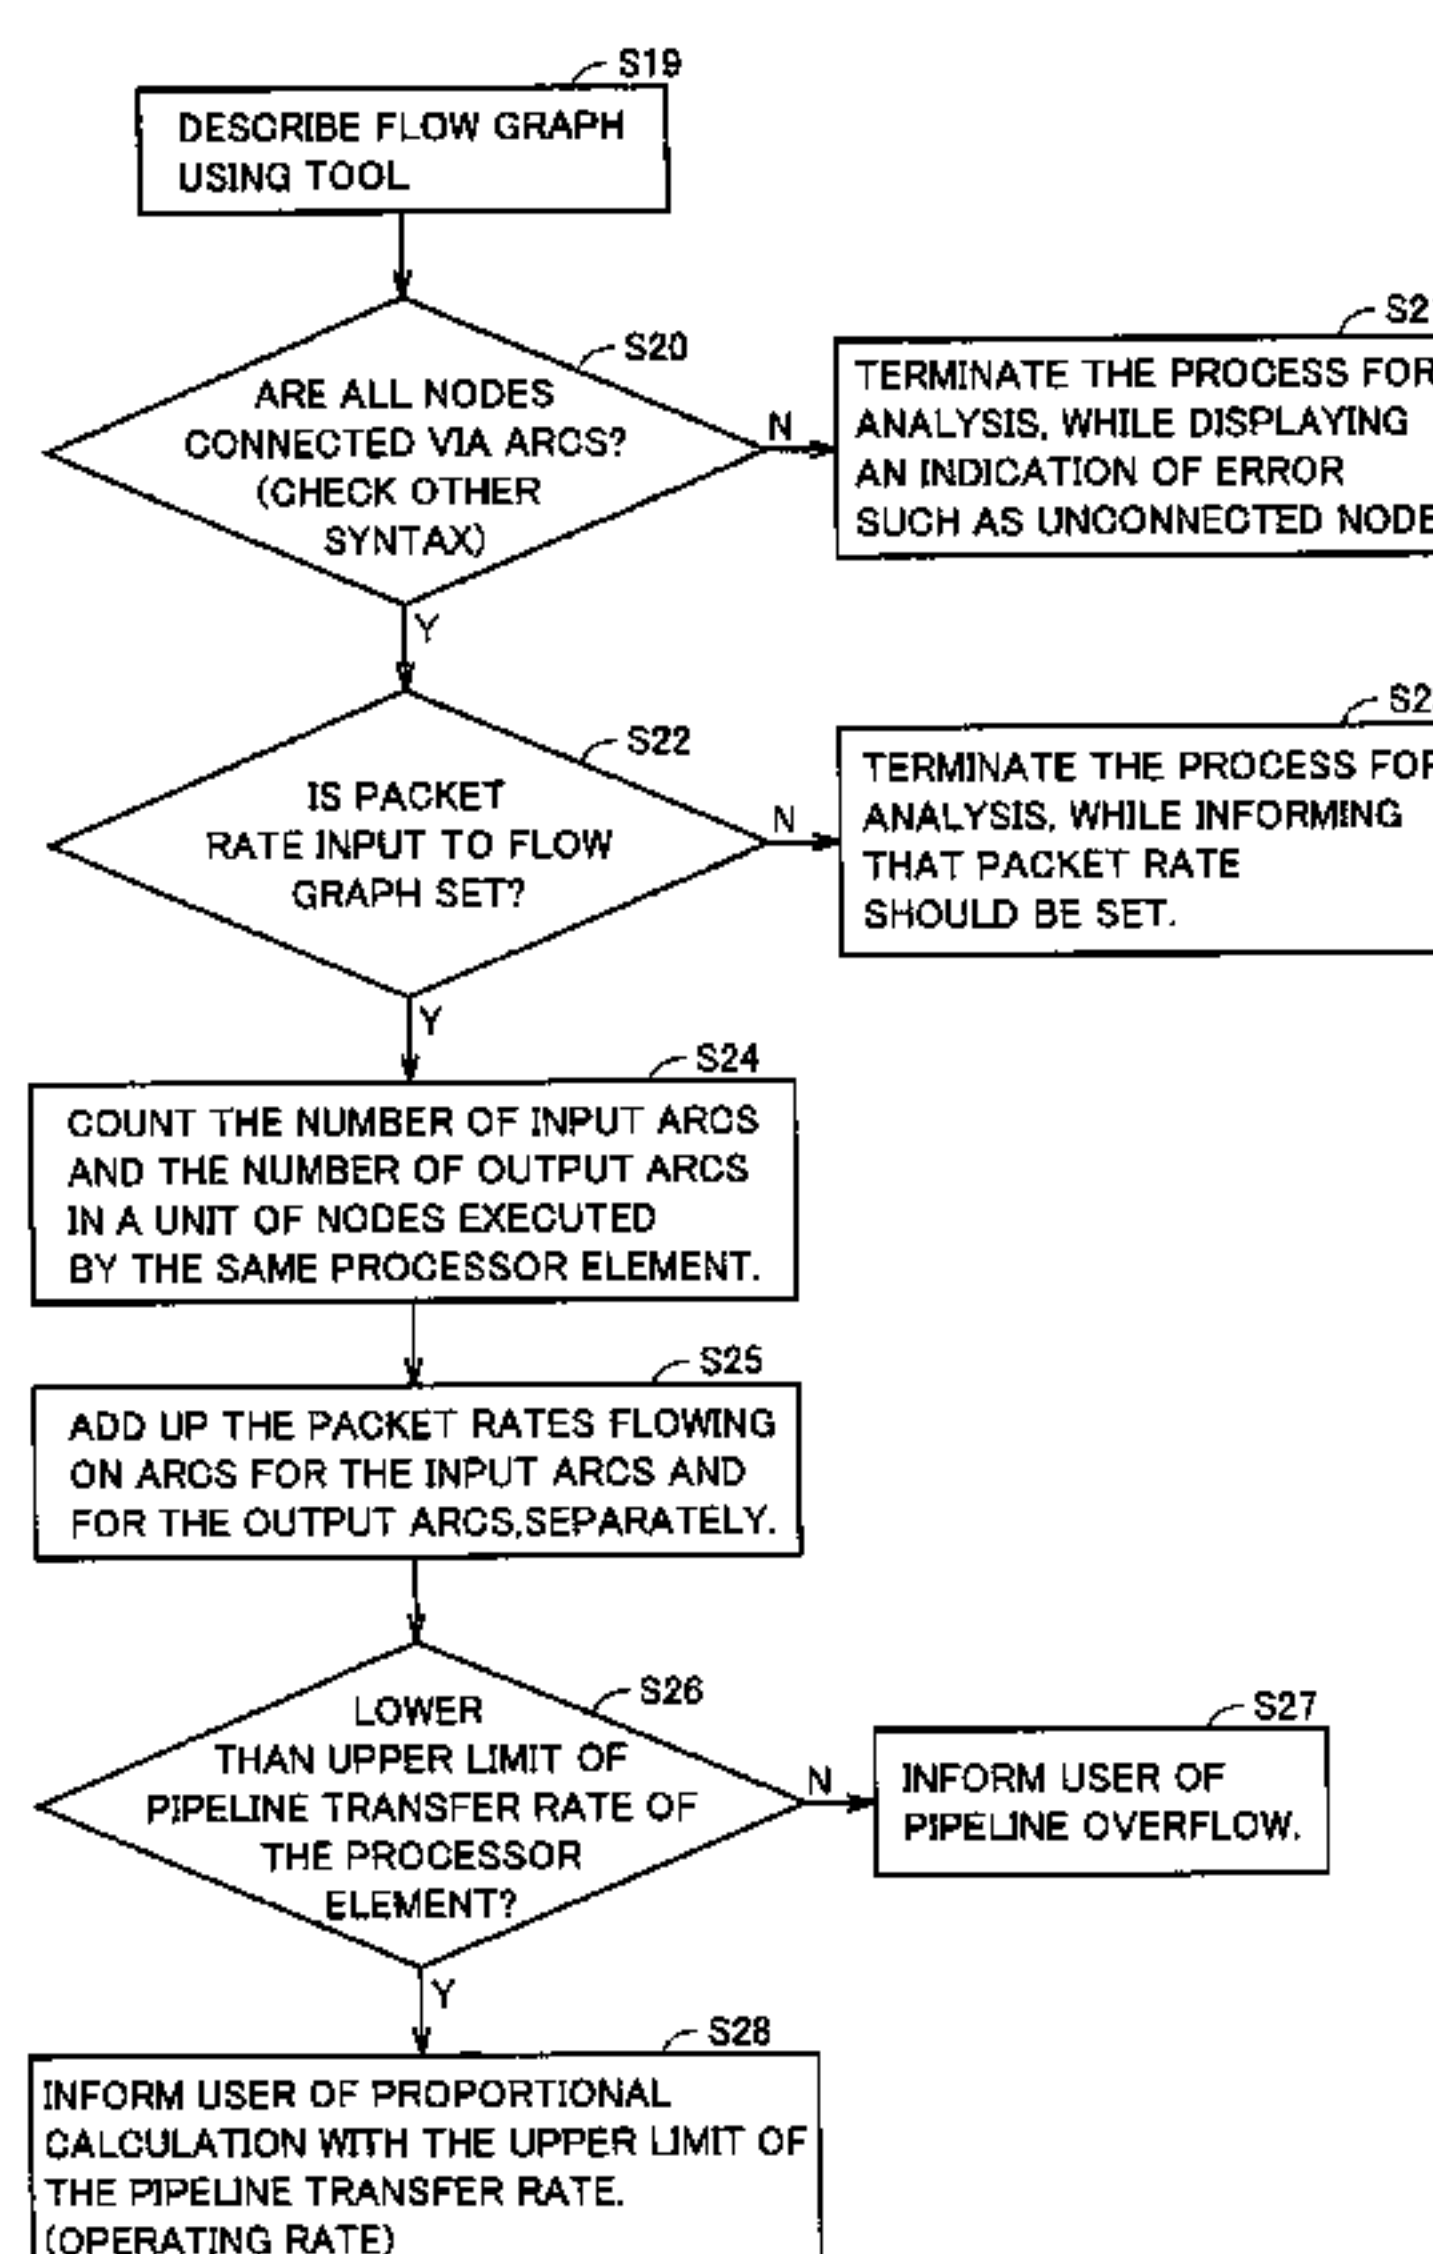 S19
DESCRIBE FLOW GRAPH
USING TOOL
S20
ARE ALL NODES
CONNECTED VIA ARCS?
(CHECK OTHER
SYNTAX)
N
S2
TERMINATE THE PROCESS FOR
ANALYSIS, WHILE DISPLAYING
AN INDICATION OF ERROR
SUCH AS UNCONNECTED NODE
Y
S22
IS PACKET
RATE INPUT TO FLOW
GRAPH SET?
N
S2
TERMINATE THE PROCESS FOR
ANALYSIS, WHILE INFORMING
THAT PACKET RATE
SHOULD BE SET.
Y
S24
COUNT THE NUMBER OF INPUT ARCS
AND THE NUMBER OF OUTPUT ARCS
IN A UNIT OF NODES EXECUTED
BY THE SAME PROCESSOR ELEMENT.
S25
ADD UP THE PACKET RATES FLOWING
ON ARCS FOR THE INPUT ARCS AND
FOR THE OUTPUT ARCS,SEPARATELY.
S26
LOWER
THAN UPPER LIMIT OF
PIPELINE TRANSFER RATE OF
THE PROCESSOR
ELEMENT?
N
S27
INFORM USER OF
PIPELINE OVERFLOW.
Y
S28
INFORM USER OF PROPORTIONAL
CALCULATION WITH THE UPPER LIMIT OF
THE PIPELINE TRANSFER RATE.
(OPERATING RATE)